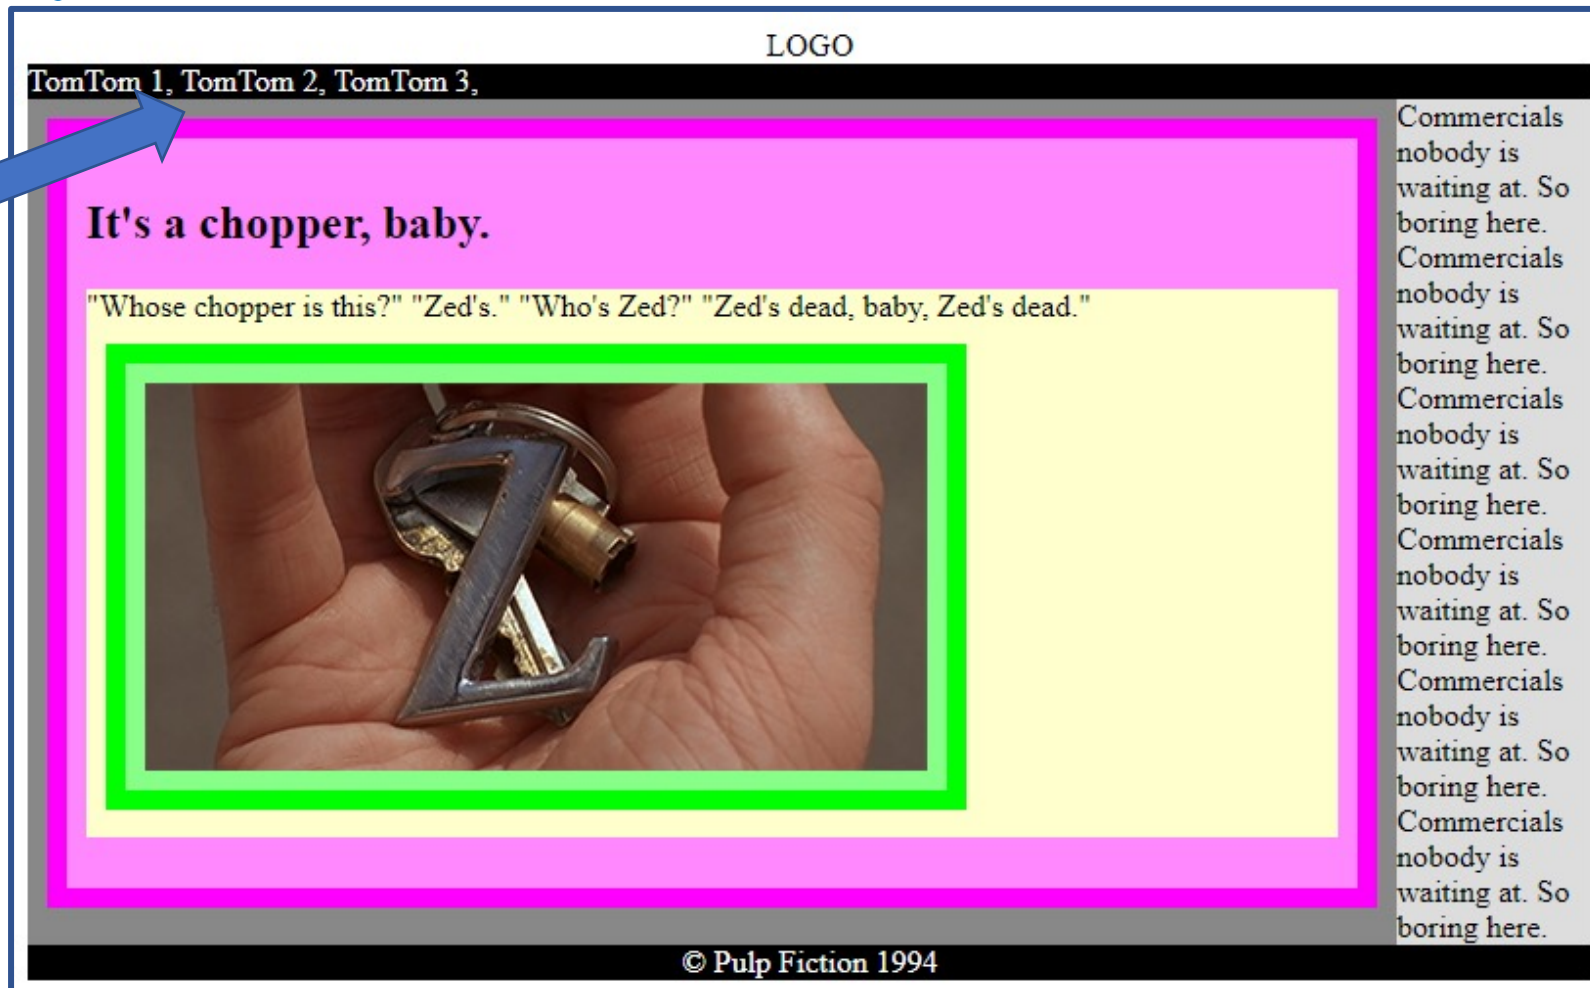 LOGO
TomTom 1, TomTom 2, TomTom 3,
It's a chopper, baby.
"Whose chopper is this?" "Zed's." "Who's Zed?" "Zed's dead, baby, Zed's dead."
Z
Commercials
nobody is
waiting at. So
boring here.
Commercials
nobody is
waiting at. So
boring here.
Commercials
nobody is
waiting at. So
boring here.
Commercials
nobody is
waiting at. So
boring here.
Commercials
nobody is
waiting at. So
boring here.
Commercials
nobody is
waiting at. So
boring here.
© Pulp Fiction 1994